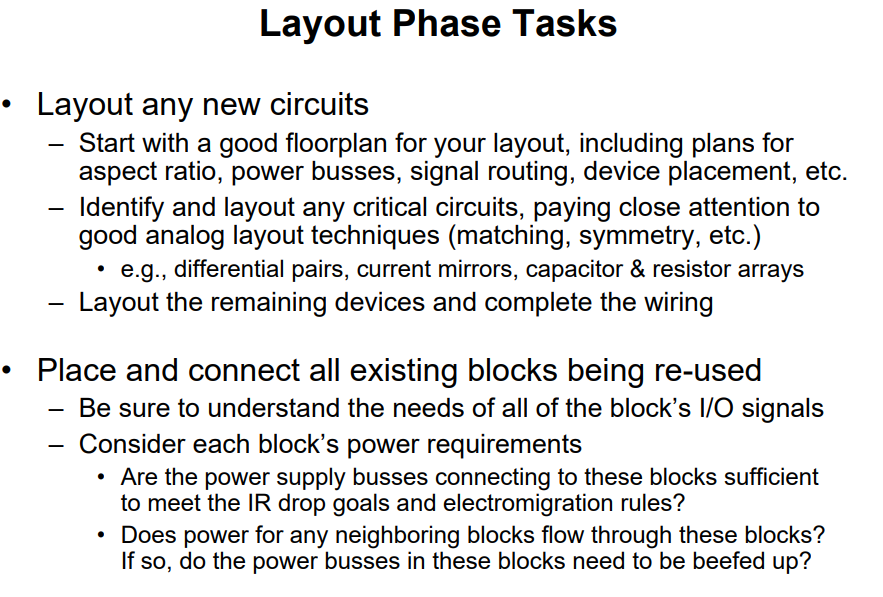 Layout Phase Tasks
• Layout any new circuits
– Start with a good floorplan for your layout, including plans for
aspect ratio, power busses, signal routing, device placement, etc.
– Identify and layout any critical circuits, paying close attention to
good analog layout techniques (matching, symmetry, etc.)
• e.g., differential pairs, current mirrors, capacitor & resistor arrays
– Layout the remaining devices and complete the wiring
• Place and connect all existing blocks being re-used
– Be sure to understand the needs of all of the block’s I/O signals
– Consider each block’s power requirements
• Are the power supply busses connecting to these blocks sufficient
to meet the IR drop goals and electromigration rules?
• Does power for any neighboring blocks flow through these blocks?
If so, do the power busses in these blocks need to be beefed up?